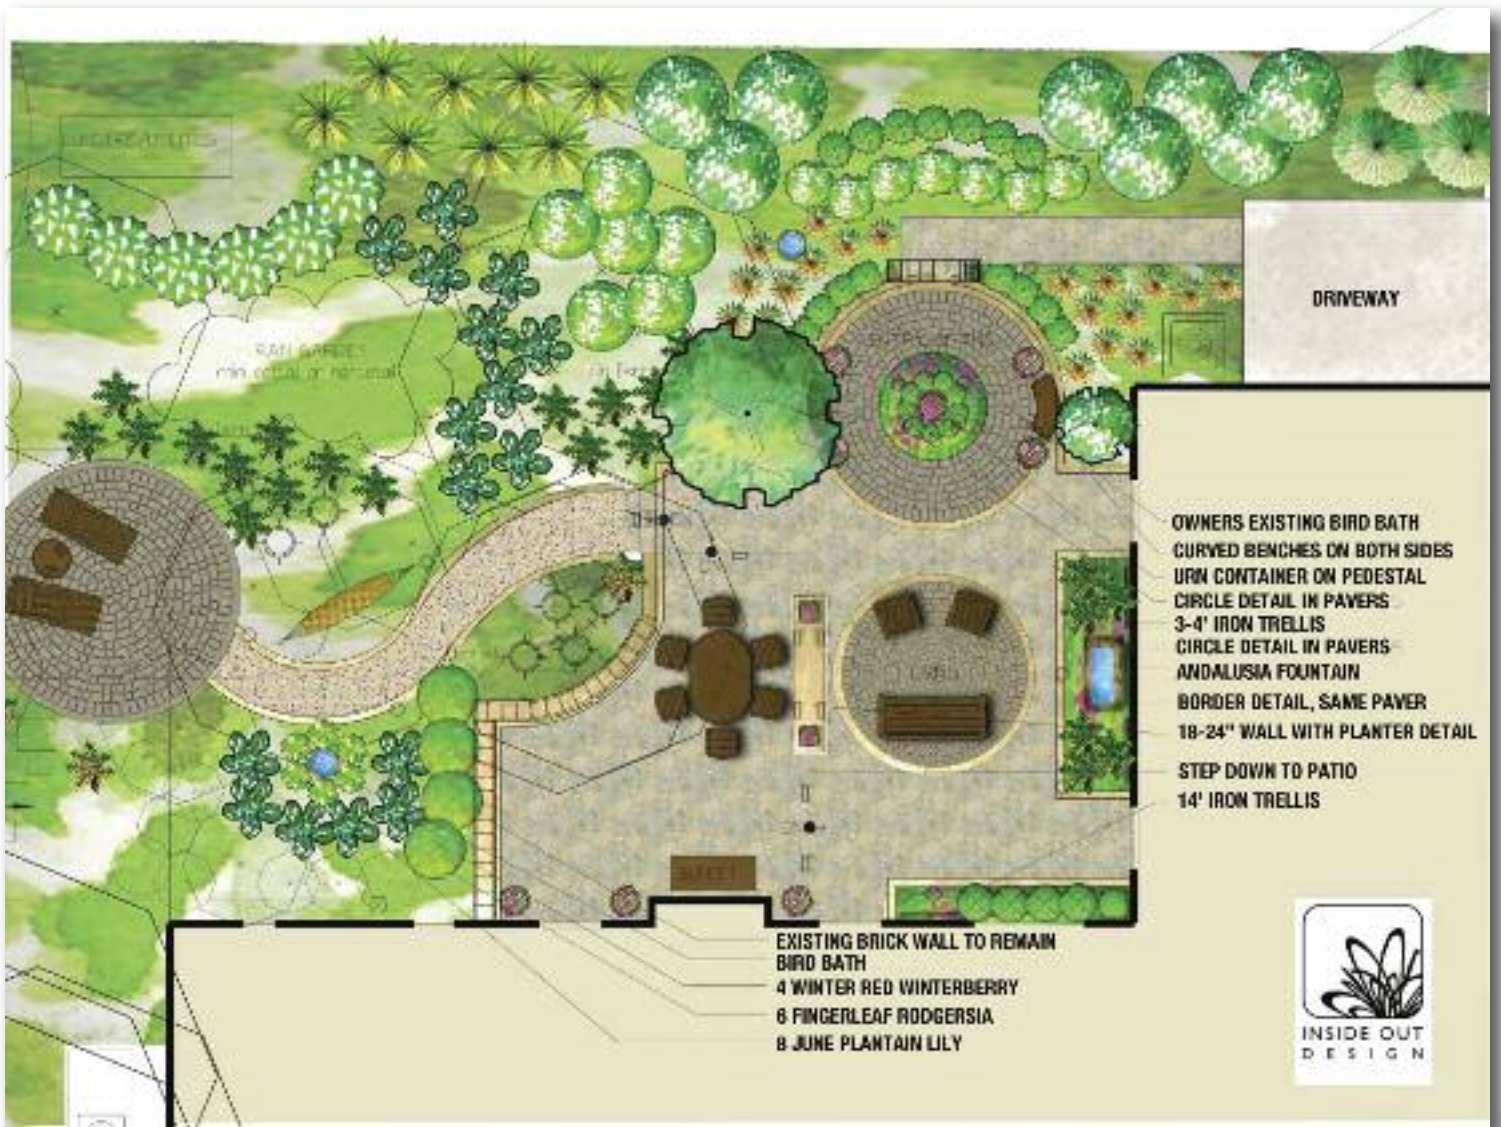 DRIVEWAY
OWNERS EXISTING BIRD BATH
CURVED BENCHES ON BOTH SIDES
URN CONTAINER ON PEDESTAL
CIRCLE DETAIL IN PAVERS
3-4' IRON TRELLIS
CIRCLE DETAIL IN PAVERS
ANDALUSIA FOUNTAIN
BORDER DETAIL, SAME PAVER
18-24" WALL WITH PLANTER DETAIL
STEP DOWN TO PATIO
14' IRON TRELLIS
BUFFET
EXISTING BRICK WALL TO REMAIN
BIRD BATH
4 WINTER RED WINTERBERRY
6 FINGERLEAF RODGERSIA
8 JUNE PLANTAIN LILY
INSIDE OUT
DESIGN